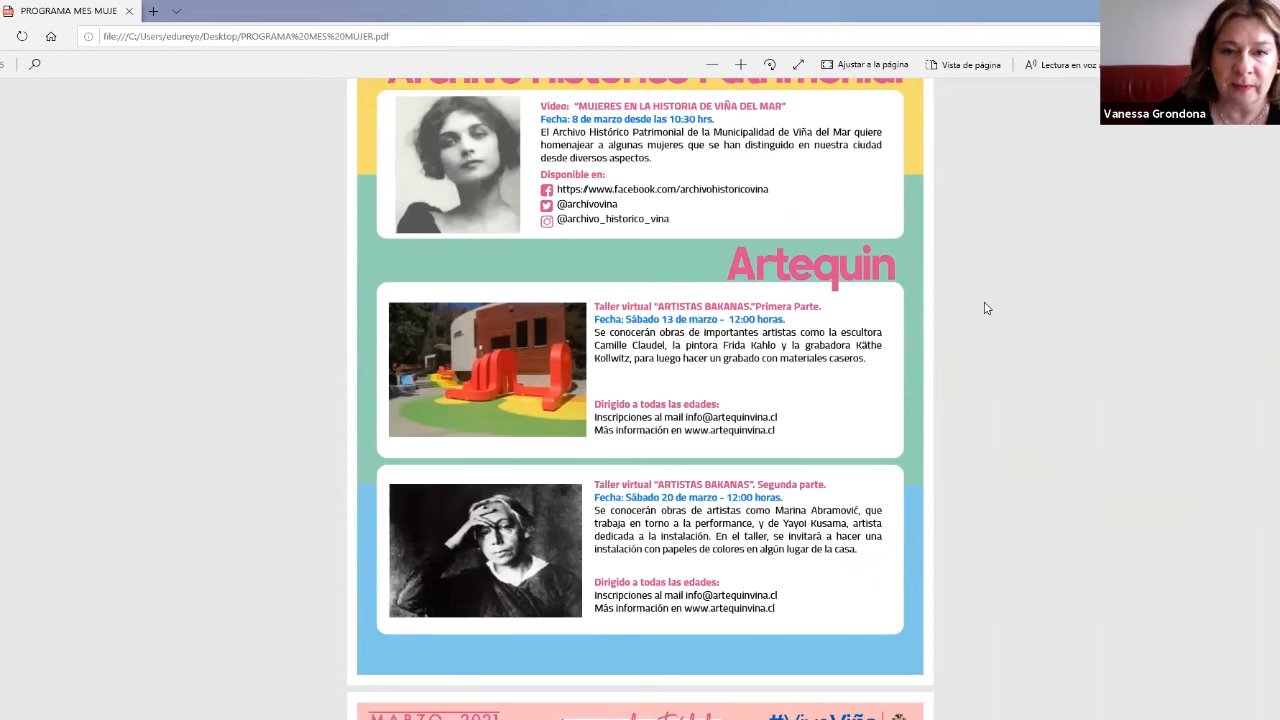 PROGRAMA MES MUJE
file:///C:/Users/edureye/Desktop/PROGRAMA%20MES%20MUJER.pdf
Ajustar a la página
Vista de página
Lectura en voz a
Vanessa Grondona
Archivo Histórico Patrimonial
Video: "MUJERES EN LA HISTORIA DE VIÑA DEL MAR"
Fecha: 8 de marzo desde las 10:30 hrs.
El Archivo Histórico Patrimonial de la Municipalidad de Viña del Mar quiere
homenajear a algunas mujeres que se han distinguido en nuestra ciudad
desde diversos aspectos.
Disponible en:
https://www.facebook.com/archivohistoricovina
@archivovina
@archivo_historico_vina
Artequin
Taller virtual "ARTISTAS BAKANAS."Primera Parte.
Fecha: Sábado 13 de marzo - 12:00 horas.
Se conocerán obras de importantes artistas como la escultora
Camille Claudel, la pintora Frida Kahlo y la grabadora Käthe
Kollwitz, para luego hacer un grabado con materiales caseros.
Dirigido a todas las edades:
Inscripciones al mail info@artequinvina.cl
Más información en www.artequinvina.cl
Taller virtual "ARTISTAS BAKANAS". Segunda parte.
Fecha: Sábado 20 de marzo - 12:00 horas.
Se conocerán obras de artistas como Marina Abramović, que
trabaja en torno a la performance, y de Yayoi Kusama, artista
dedicada a la instalación. En el taller, se invitará a hacer una
instalación con papeles de colores en algún lugar de la casa.
Dirigido a todas las edades:
Inscripciones al mail info@artequinvina.cl
Más información en www.artequinvina.cl
MARZO 2021
#ViveViña